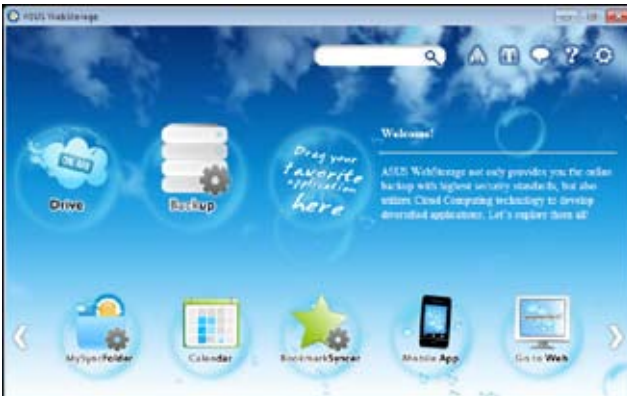 ASUS WebStorage
Welcome!
Drag your
favorite
application
here
ASUS WebStorage not only provides you the online
backup with highest security standards, but also
utilizes Cloud Computing technology to develop
diversified applications. Let's explore them all!
Drive
Backup
MySyncFolder
Calendar
BookmarkSyncer
Mobile App
Go to Web